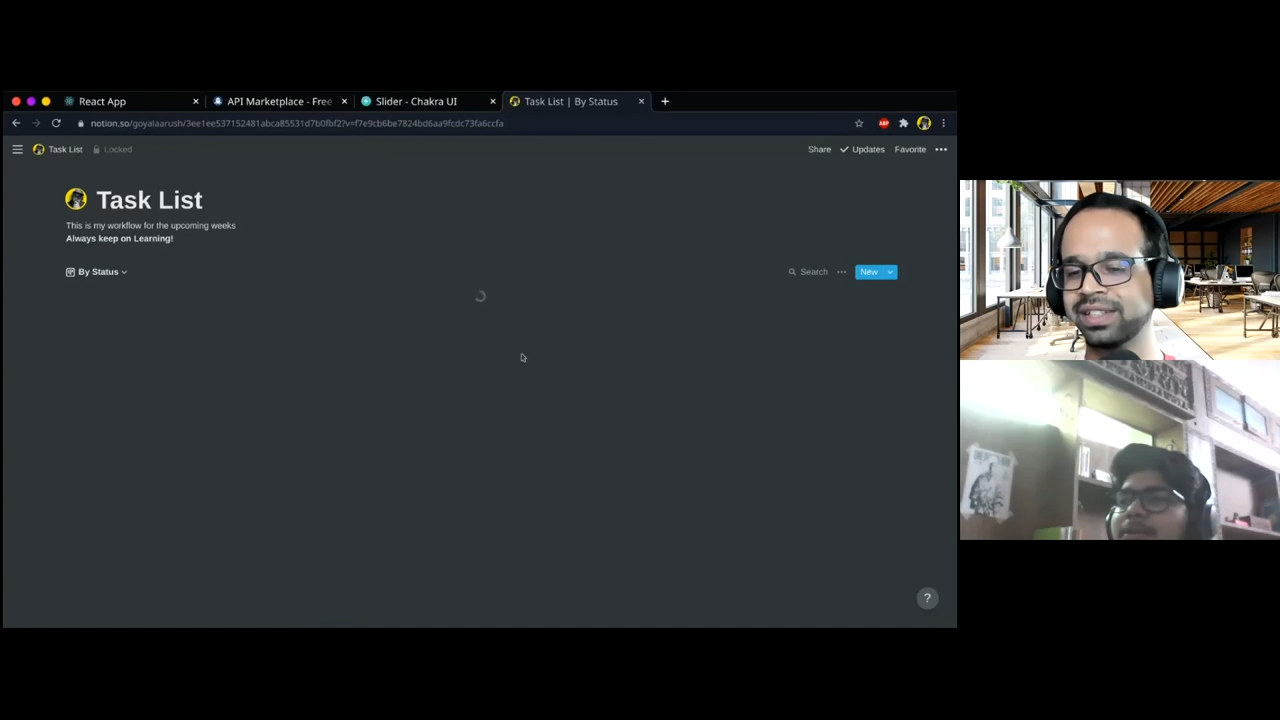 React App
API Marketplace - Free
Slider - Chakra UI
Task List | By Status
notion.so/goyalaarush/3ee1ee537152481abca85531d7b0fbf2?v=f7e9cb6be7824bd6aa9fcdc73fa6ccfa
ABP
Task List
Locked
Share
Updates
Favorite
Task List
This is my workflow for the upcoming weeks
Always keep on Learning!
By Status
Search
New
?